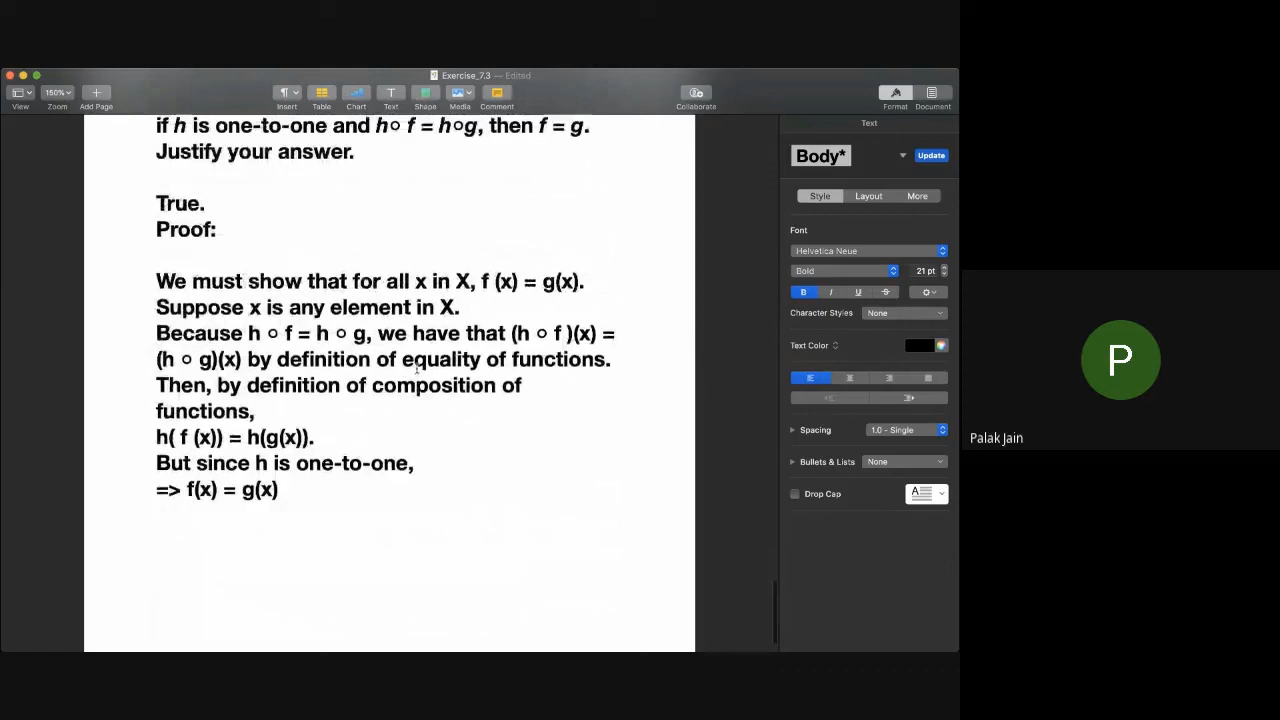 Exercise_7.3 — Edited
150%
View
Zoom
Add Page
Insert
Table
Chart
Text
Shape
Media
Comment
Collaborate
Format
Document
if h is one-to-one and h∘ f = h∘g, then f = g.
Justify your answer.
True.
Proof:
We must show that for all x in X, f (x) = g(x).
Suppose x is any element in X.
Because h ∘ f = h ∘ g, we have that (h ∘ f )(x) =
(h ∘ g)(x) by definition of equality of functions.
Then, by definition of composition of
functions,
h( f (x)) = h(g(x)).
But since h is one-to-one,
=> f(x) = g(x)
Text
Body*
Update
Style
Layout
More
Font
Helvetica Neue
Bold
21 pt
B I U S
Character Styles
None
Text Color
Spacing
1.0 - Single
Bullets & Lists
None
Drop Cap
A
P
Palak Jain